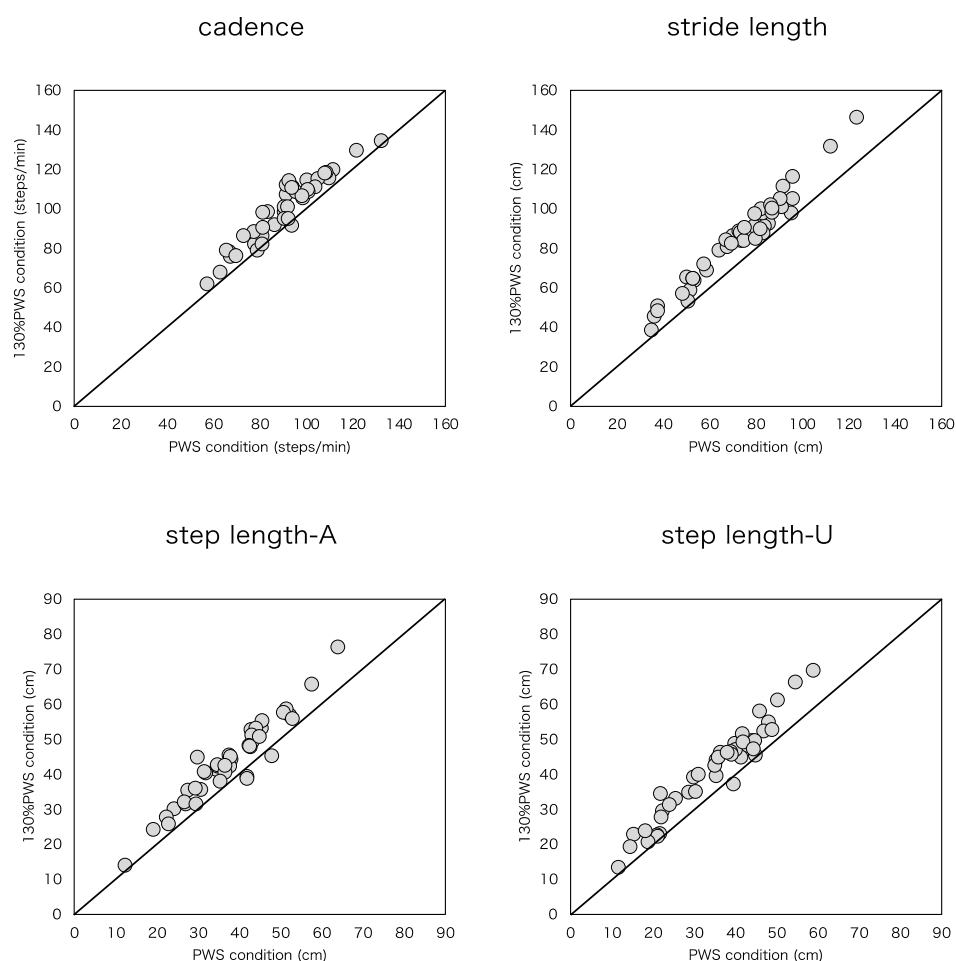 cadence
stride length
130%PWS condition (steps/min)
160
140
120
100
80
60
40
20
0
0 20 40 60 80 100 120 140 160
PWS condition (steps/min)
130%PWS condition (cm)
160
140
120
100
80
60
40
20
0
0 20 40 60 80 100 120 140 160
PWS condition (cm)
step length-A
step length-U
130%PWS condition (cm)
90
80
70
60
50
40
30
20
10
0
0 10 20 30 40 50 60 70 80 90
PWS condition (cm)
130%PWS condition (cm)
90
80
70
60
50
40
30
20
10
0
0 10 20 30 40 50 60 70 80 90
PWS condition (cm)